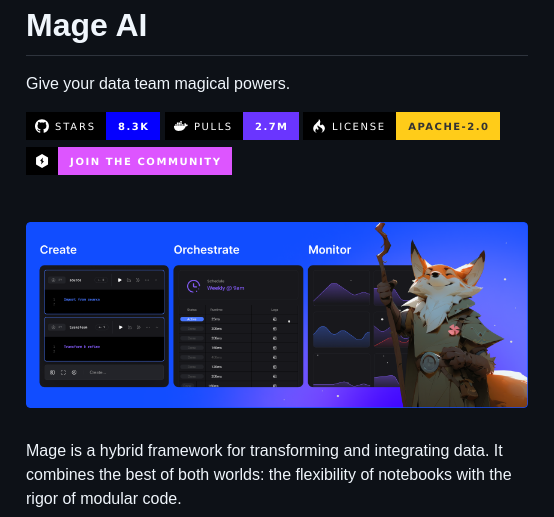 Mage AI
Give your data team magical powers.
STARS 8.3K PULLS 2.7M LICENSE APACHE-2.0
JOIN THE COMMUNITY
Create Orchestrate Monitor
Schedule
Weekly @ 9am
Mage is a hybrid framework for transforming and integrating data. It
combines the best of both worlds: the flexibility of notebooks with the
rigor of modular code.